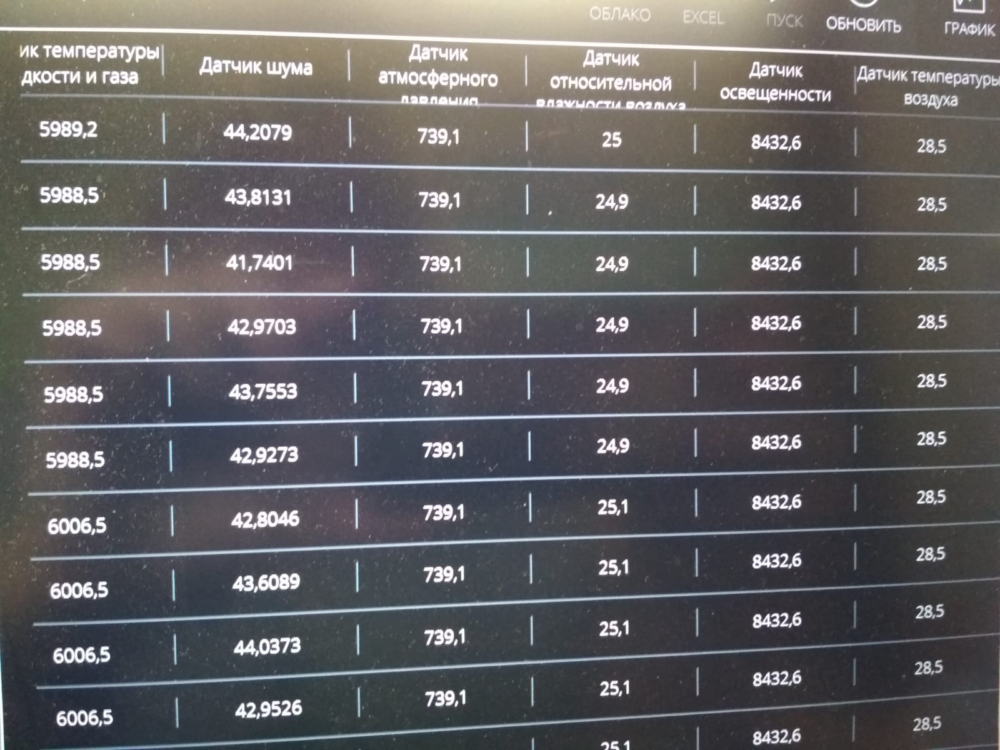 ОБЛАКО EXCEL ПУСК ОБНОВИТЬ ГРАФИК
ик температуры
дкости и газа
Датчик шума
Датчик
атмосферного
давления
Датчик
относительной
влажности воздуха
Датчик
освещенности
Датчик температуры
воздуха
5989,2 44,2079 739,1 25 8432,6 28,5
5988,5 43,8131 739,1 24,9 8432,6 28,5
5988,5 41,7401 739,1 24,9 8432,6 28,5
5988,5 42,9703 739,1 24,9 8432,6 28,5
5988,5 43,7553 739,1 24,9 8432,6 28,5
5988,5 42,9273 739,1 24,9 8432,6 28,5
6006,5 42,8046 739,1 25,1 8432,6 28,5
6006,5 43,6089 739,1 25,1 8432,6 28,5
6006,5 44,0373 739,1 25,1 8432,6 28,5
6006,5 42,9526 739,1 25,1 8432,6 28,5
25,1 8432,6 28,5